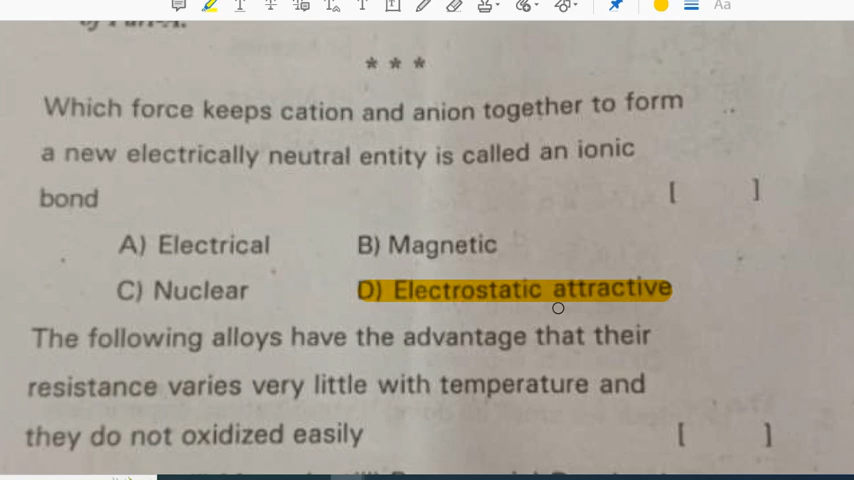 * * *
Which force keeps cation and anion together to form
a new electrically neutral entity is called an ionic
bond [ ]
A) Electrical B) Magnetic
C) Nuclear D) Electrostatic attractive
The following alloys have the advantage that their
resistance varies very little with temperature and
they do not oxidized easily [ ]